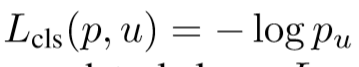 L_cls(p, u) = − log p_u